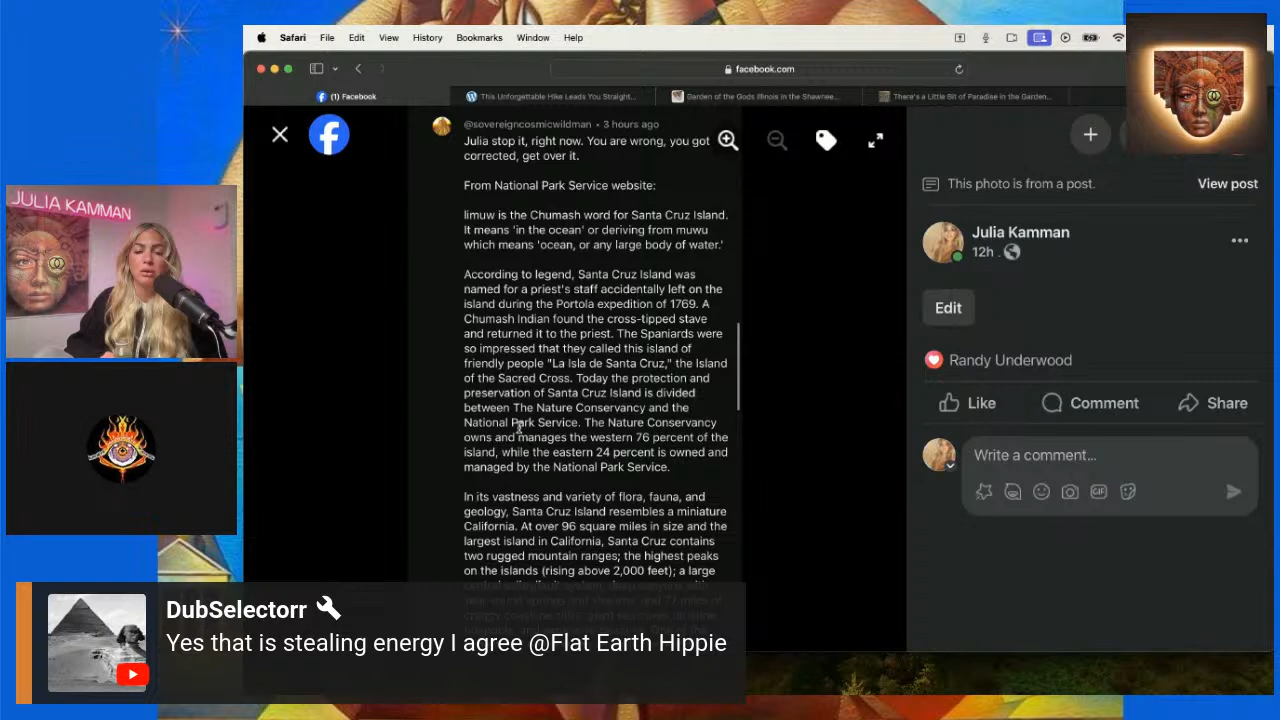 Safari File Edit View History Bookmarks Window Help
facebook.com
(1) Facebook
This Unforgettable Hike Leads You Straight...
Garden of the Gods Illinois in the Shawnee...
There's a Little Bit of Paradise in the Garden...
@sovereigncosmicwildman • 3 hours ago
Julia stop it, right now. You are wrong, you got
corrected, get over it.
From National Park Service website:
limuw is the Chumash word for Santa Cruz Island.
It means 'in the ocean' or deriving from muwu
which means 'ocean, or any large body of water.'
According to legend, Santa Cruz Island was
named for a priest's staff accidentally left on the
island during the Portola expedition of 1769. A
Chumash Indian found the cross-tipped stave
and returned it to the priest. The Spaniards were
so impressed that they called this island of
friendly people "La Isla de Santa Cruz," the Island
of the Sacred Cross. Today the protection and
preservation of Santa Cruz Island is divided
between The Nature Conservancy and the
National Park Service. The Nature Conservancy
owns and manages the western 76 percent of the
island, while the eastern 24 percent is owned and
managed by the National Park Service.
In its vastness and variety of flora, fauna, and
geology, Santa Cruz Island resembles a miniature
California. At over 96 square miles in size and the
largest island in California, Santa Cruz contains
two rugged mountain ranges; the highest peaks
on the islands (rising above 2,000 feet); a large
This photo is from a post.
View post
Julia Kamman
12h
Edit
Randy Underwood
Like
Comment
Share
Write a comment...
GIF
JULIA KAMMAN
DubSelectorr
Yes that is stealing energy I agree @Flat Earth Hippie